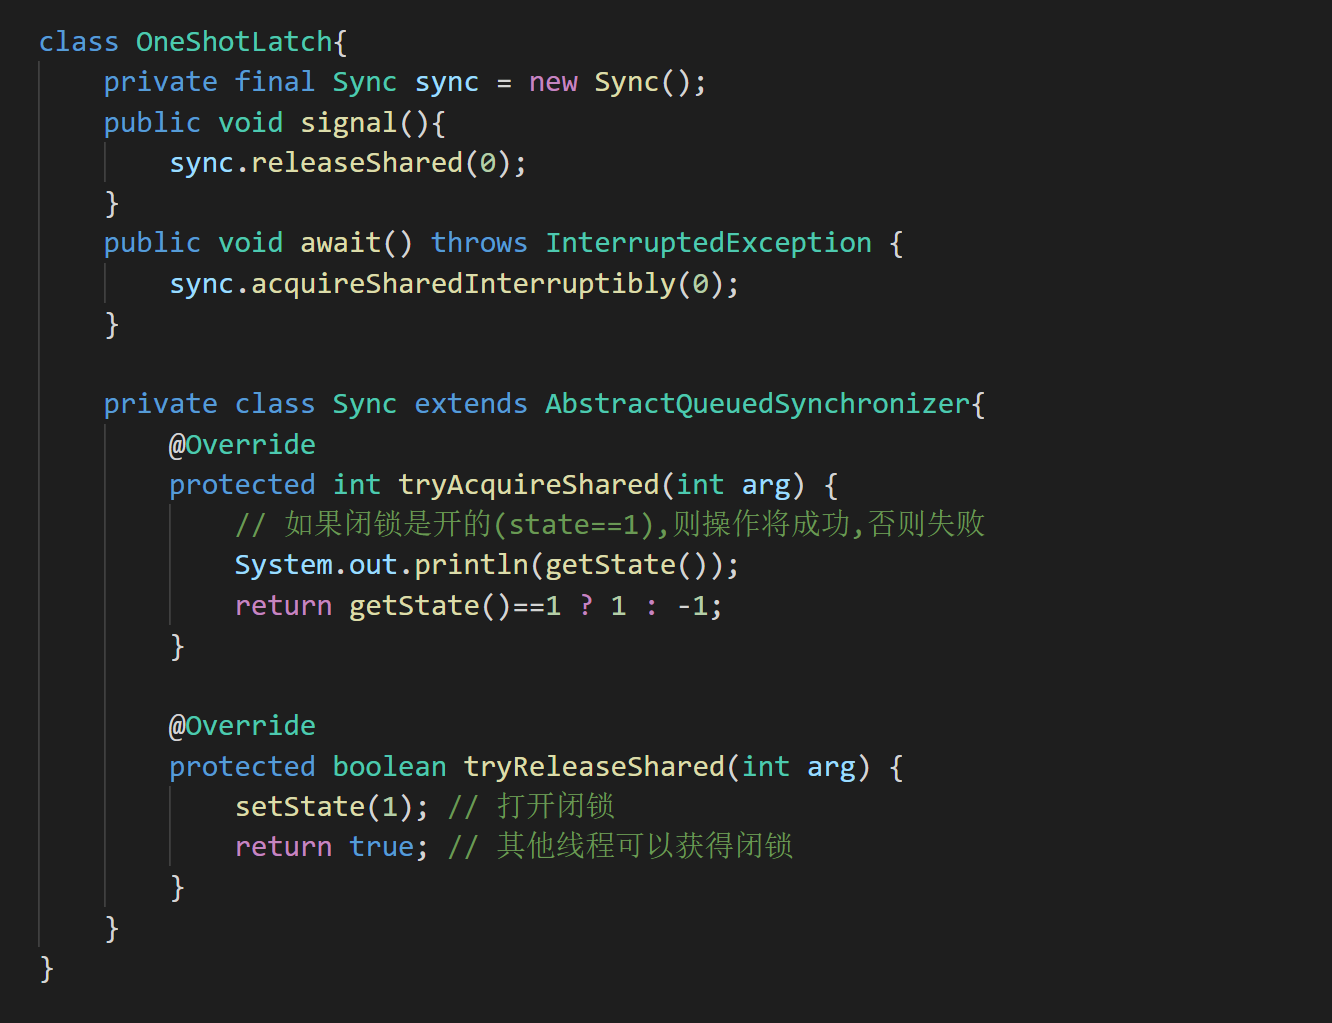 class OneShotLatch{
    private final Sync sync = new Sync();
    public void signal(){
        sync.releaseShared(0);
    }
    public void await() throws InterruptedException {
        sync.acquireSharedInterruptibly(0);
    }

    private class Sync extends AbstractQueuedSynchronizer{
        @Override
        protected int tryAcquireShared(int arg) {
            // 如果闭锁是开的(state==1),则操作将成功,否则失败
            System.out.println(getState());
            return getState()==1 ? 1 : -1;
        }

        @Override
        protected boolean tryReleaseShared(int arg) {
            setState(1); // 打开闭锁
            return true; // 其他线程可以获得闭锁
        }
    }
}